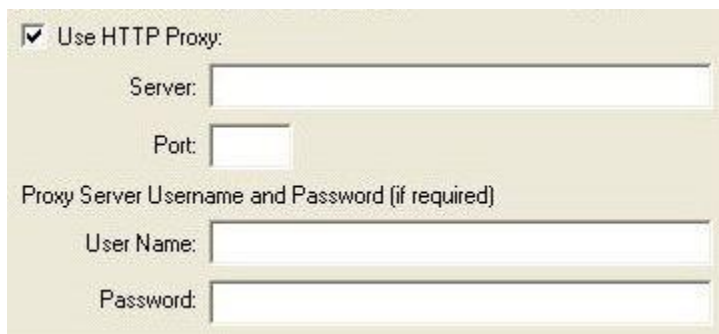 Use HTTP Proxy:
Server:
Port:
Proxy Server Username and Password (if required)
User Name:
Password: